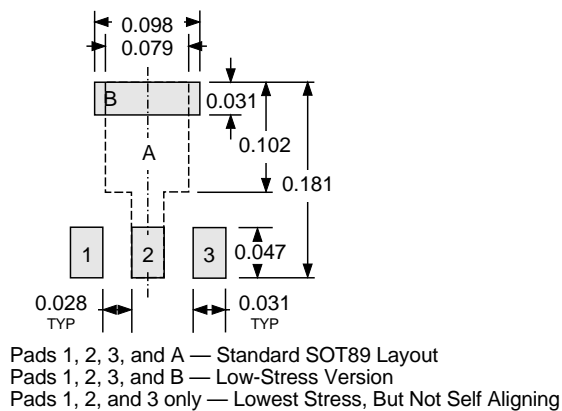 0.098
0.079
B
0.031
A
0.102
0.181
1
2
3
0.047
0.028
TYP
0.031
TYP
Pads 1, 2, 3, and A — Standard SOT89 Layout
Pads 1, 2, 3, and B — Low-Stress Version
Pads 1, 2, and 3 only — Lowest Stress, But Not Self Aligning